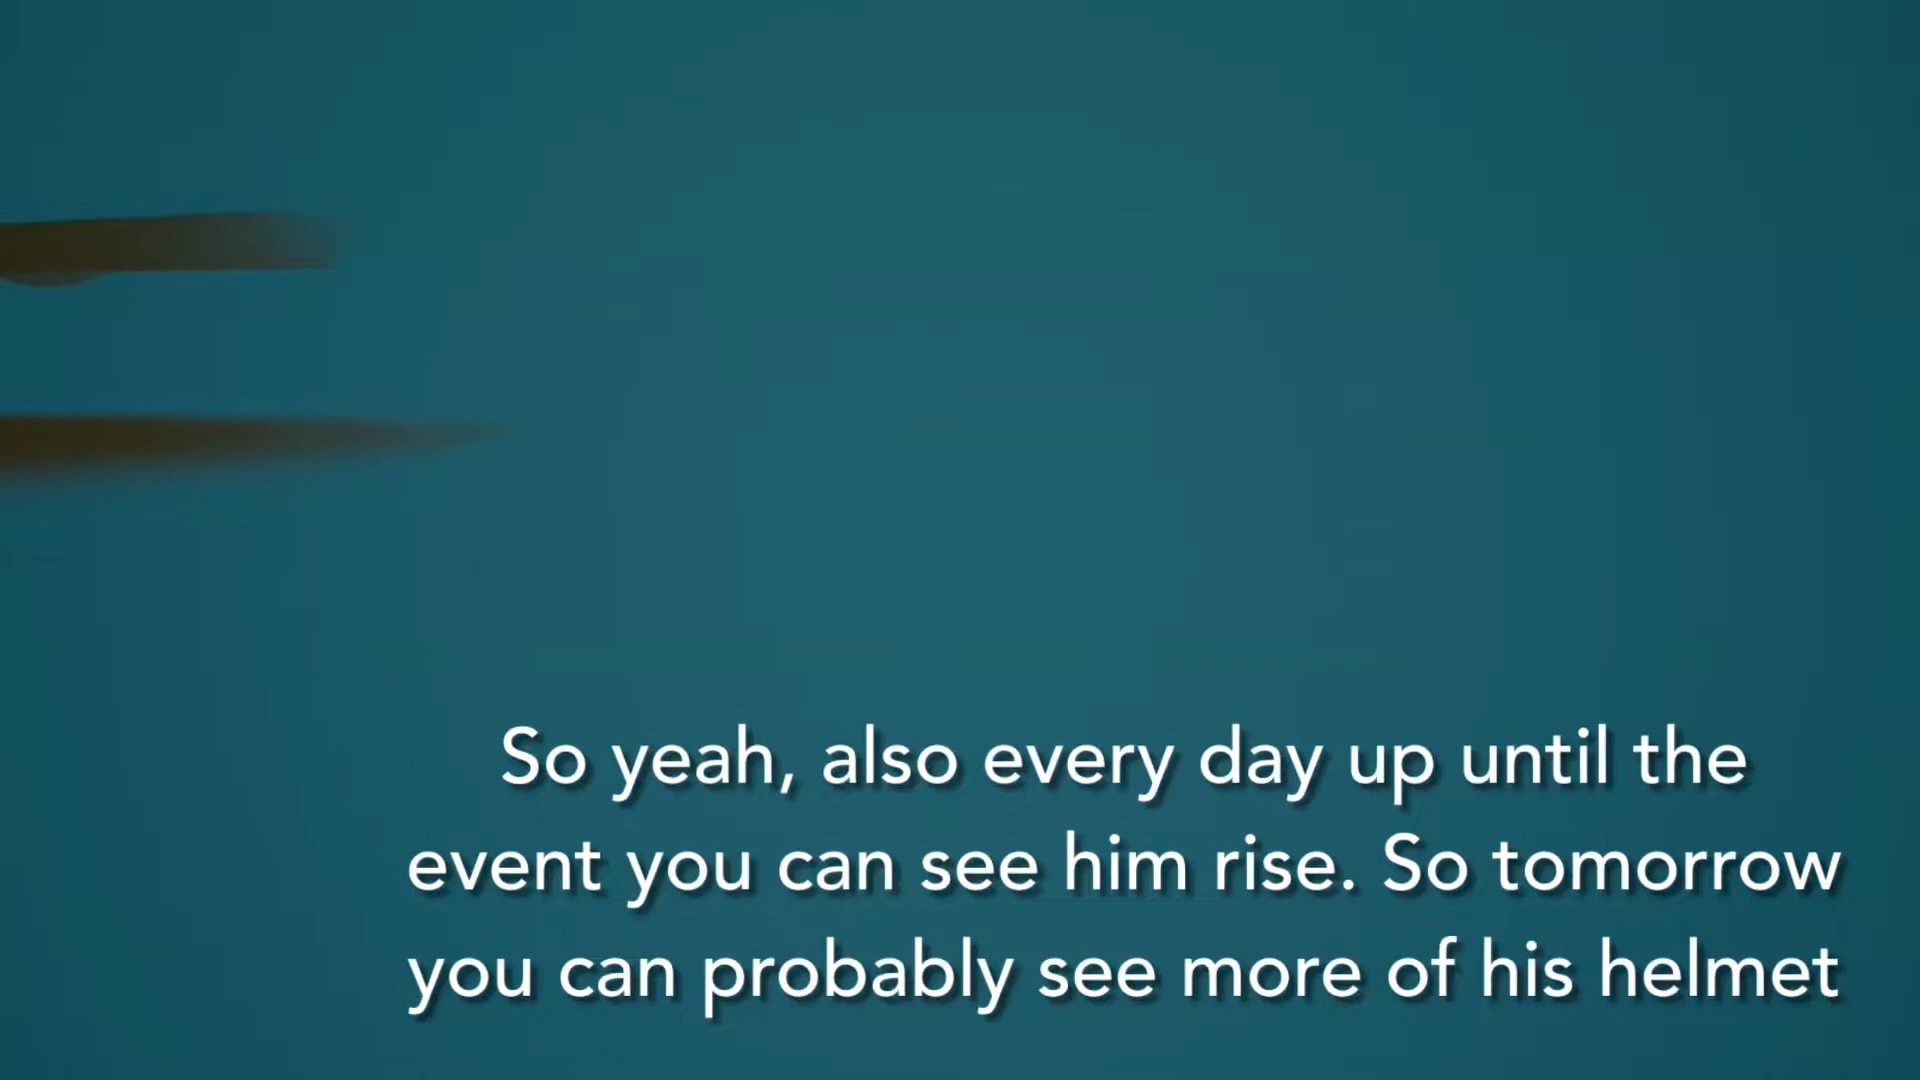 So yeah, also every day up until the
event you can see him rise. So tomorrow
you can probably see more of his helmet